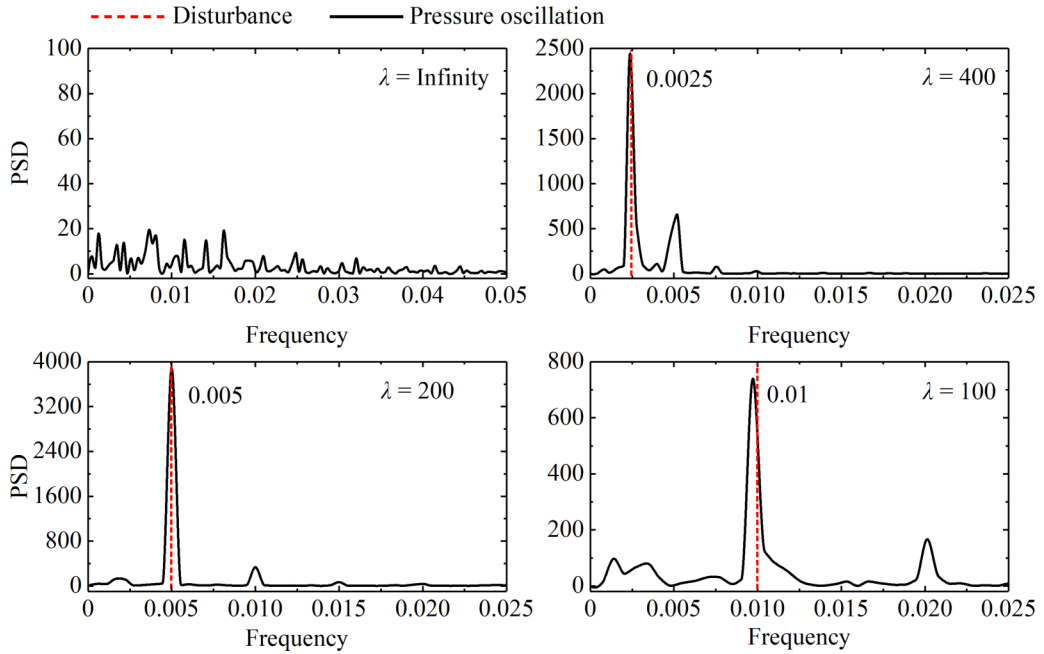 Disturbance Pressure oscillation
100 80 60 40 20 0
PSD
λ = Infinity
0 0.01 0.02 0.03 0.04 0.05
Frequency
2500 2000 1500 1000 500 0
0.0025
λ = 400
0 0.005 0.010 0.015 0.020 0.025
Frequency
4000 3200 2400 1600 800 0
PSD
0.005
λ = 200
0 0.005 0.010 0.015 0.020 0.025
Frequency
800 600 400 200 0
0.01
λ = 100
0 0.005 0.010 0.015 0.020 0.025
Frequency